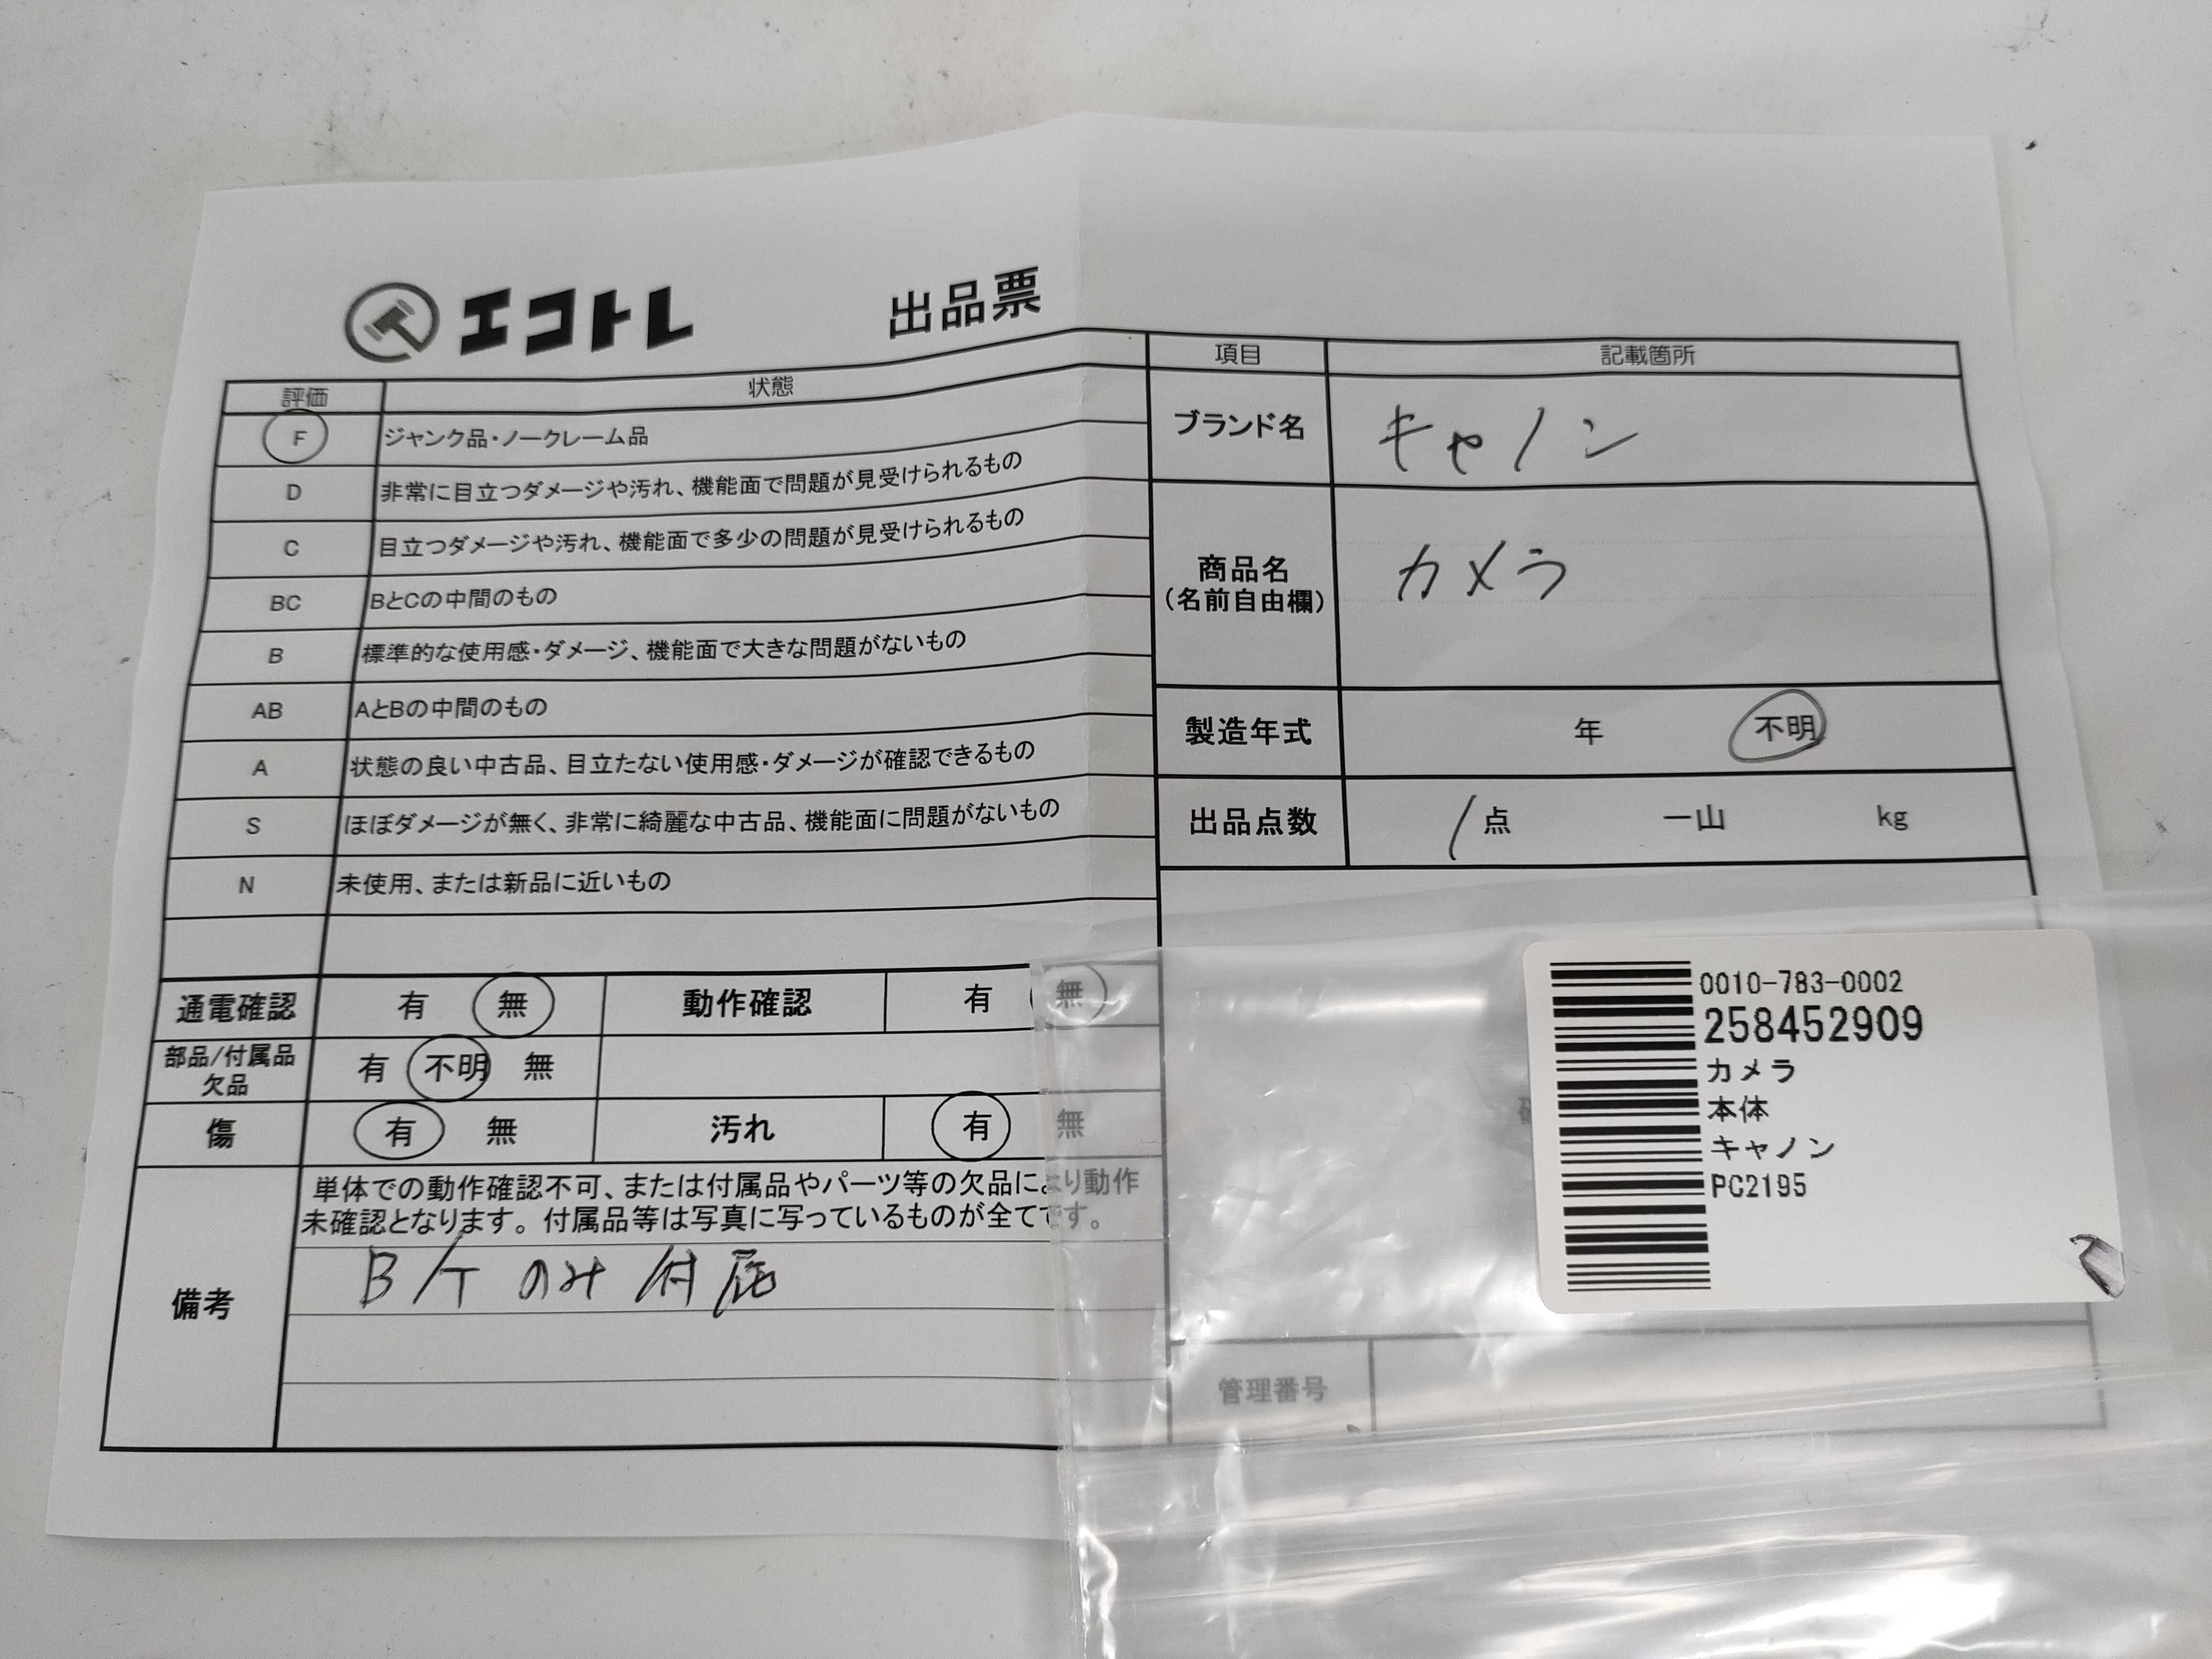 エコトレ 出品票
評価 状態
F ジャンク品・ノークレーム品
D 非常に目立つダメージや汚れ、機能面で問題が見受けられるもの
C 目立つダメージや汚れ、機能面で多少の問題が見受けられるもの
BC BとCの中間のもの
B 標準的な使用感・ダメージ、機能面で大きな問題がないもの
AB AとBの中間のもの
A 状態の良い中古品、目立たない使用感・ダメージが確認できるもの
S ほぼダメージが無く、非常に綺麗な中古品、機能面に問題がないもの
N 未使用、または新品に近いもの
通電確認 有 無 動作確認 有 無
部品/付属品
欠品 有 不明 無
傷 有 無 汚れ 有 無
備考
単体での動作確認不可、または付属品やパーツ等の欠品により動作
未確認となります。付属品等は写真に写っているものが全てです。
B/Tのみ付属
項目 記載箇所
ブランド名 キャノン
商品名
(名前自由欄) カメラ
製造年式 年 不明
出品点数 1点 一山 kg
0010-783-0002
258452909
カメラ
本体
キャノン
PC2195
管理番号